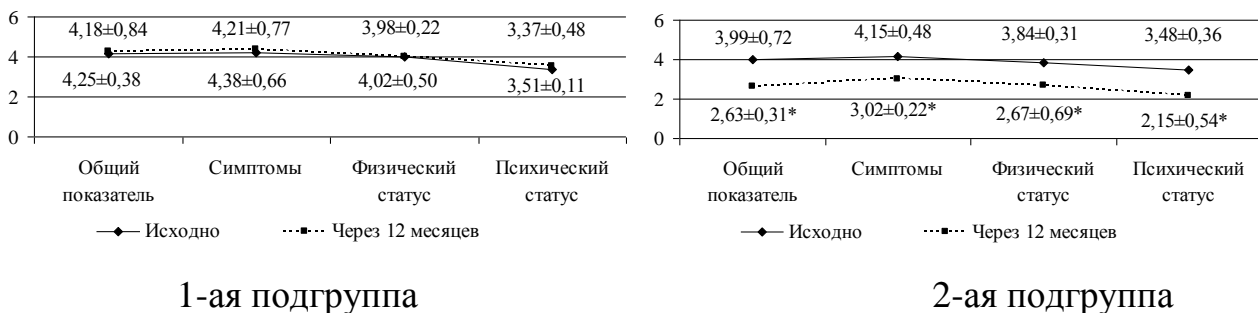 6
4
2
0
4,18±0,84 4,21±0,77 3,98±0,22 3,37±0,48
4,25±0,38 4,38±0,66 4,02±0,50 3,51±0,11
Общий Симптомы Физический Психический
показатель статус статус
Исходно Через 12 месяцев
1-ая подгруппа
6
4
2
0
3,99±0,72 4,15±0,48 3,84±0,31 3,48±0,36
2,63±0,31* 3,02±0,22* 2,67±0,69* 2,15±0,54*
Общий Симптомы Физический Психический
показатель статус статус
Исходно Через 12 месяцев
2-ая подгруппа